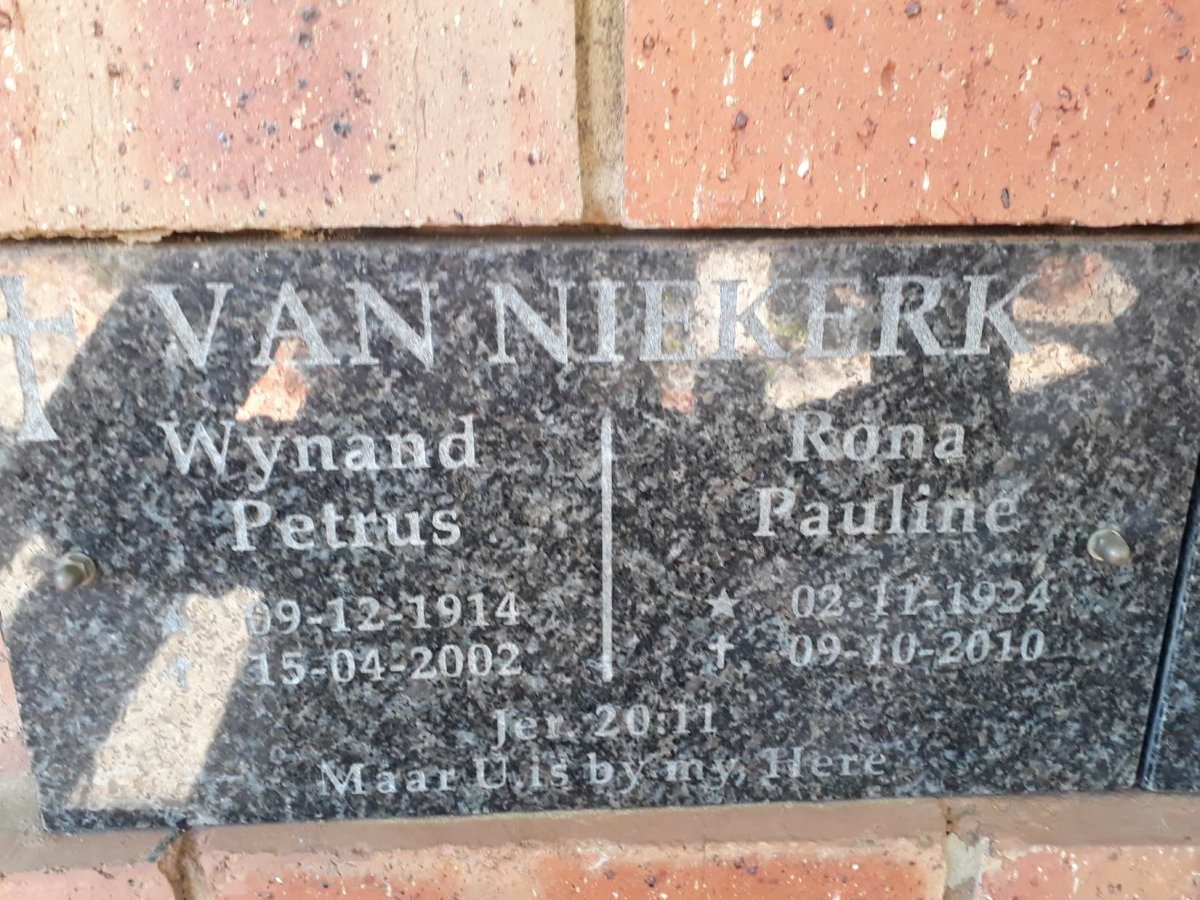 VAN NIEKERK
Wynand
Petrus
09-12-1914
15-04-2002
Rona
Pauline
★ 02-11-1924
✝ 09-10-2010
Jer. 20:11
Maar U is by my, Here